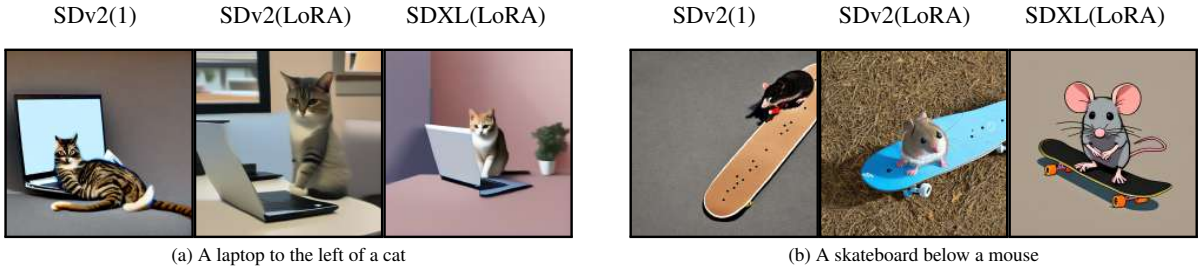 SDv2(1) SDv2(LoRA) SDXL(LoRA) SDv2(1) SDv2(LoRA) SDXL(LoRA)
(a) A laptop to the left of a cat (b) A skateboard below a mouse